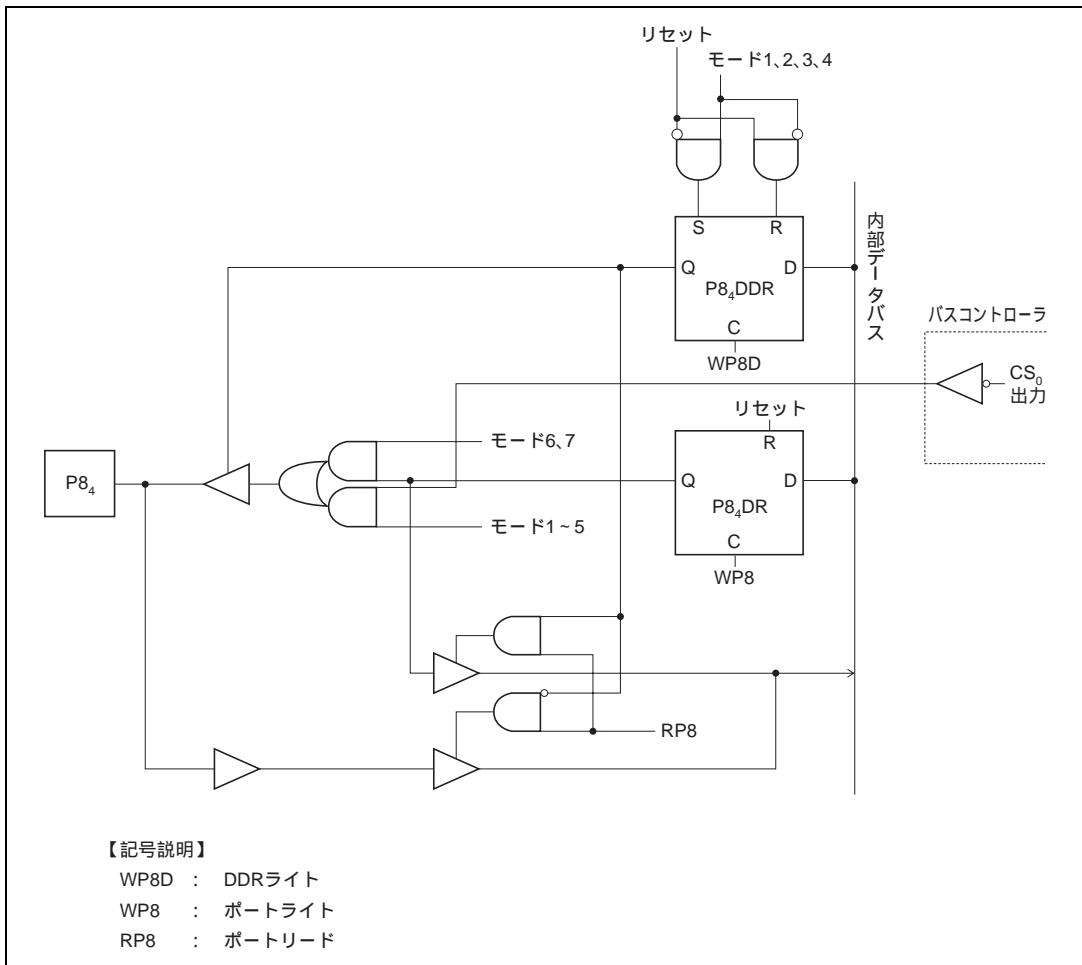 リセット
モード1、2、3、4
S R
Q D
P8₄DDR
C
WP8D
内部データバス
バスコントローラ
CS₀
出力
リセット
R
モード6、7
P8₄
Q D
P8₄DR
モード1~5
C
WP8
RP8
【記号説明】
WP8D : DDRライト
WP8 : ポートライト
RP8 : ポートリード